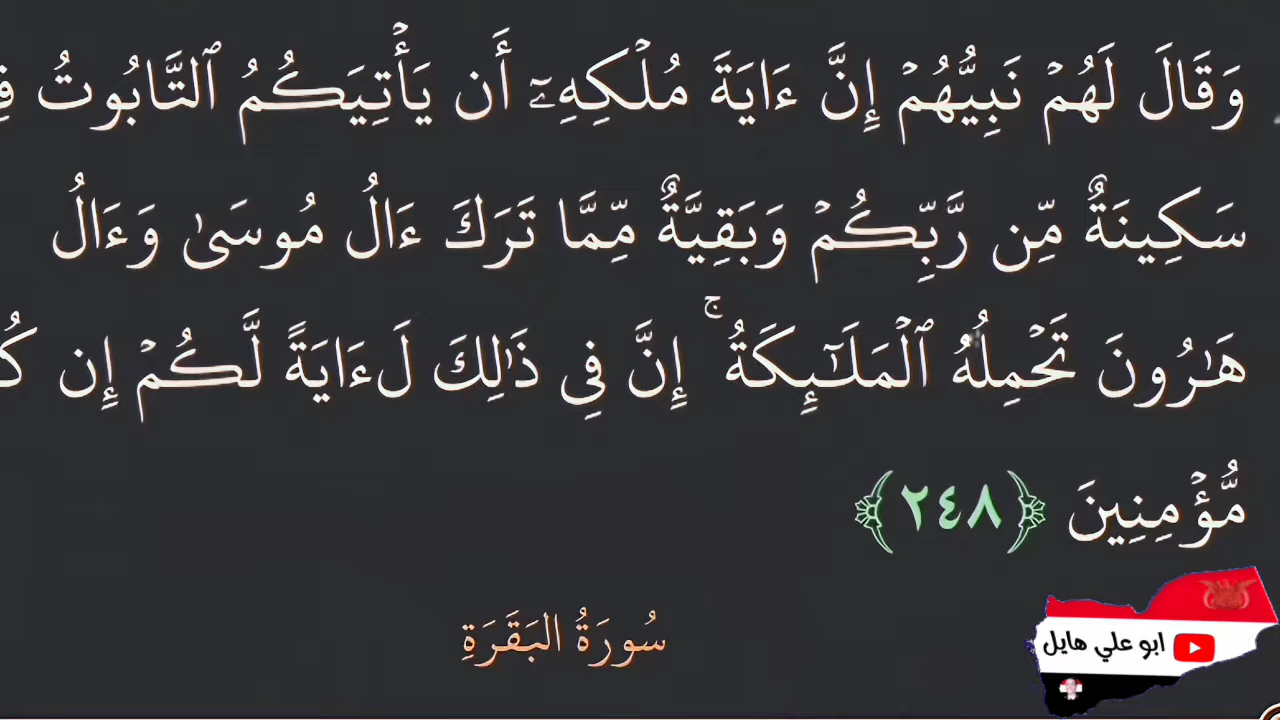 وَقَالَ لَهُمۡ نَبِيُّهُمۡ إِنَّ ءَايَةَ مُلۡكِهِۦٓ أَن يَأۡتِيَكُمُ ٱلتَّابُوتُ
سَكِينَةٌ مِّن رَّبِّكُمۡ وَبَقِيَّةٌ مِّمَّا تَرَكَ ءَالُ مُوسَىٰ وَءَالُ
هَٰرُونَ تَحۡمِلُهُ ٱلۡمَلَٰٓئِكَةُۚ إِنَّ فِي ذَٰلِكَ لَءَايَةً لَّكُمۡ إِن
مُّؤۡمِنِينَ ﴿٢٤٨﴾
سُورَةُ البَقَرَةِ
ابو علي هايل